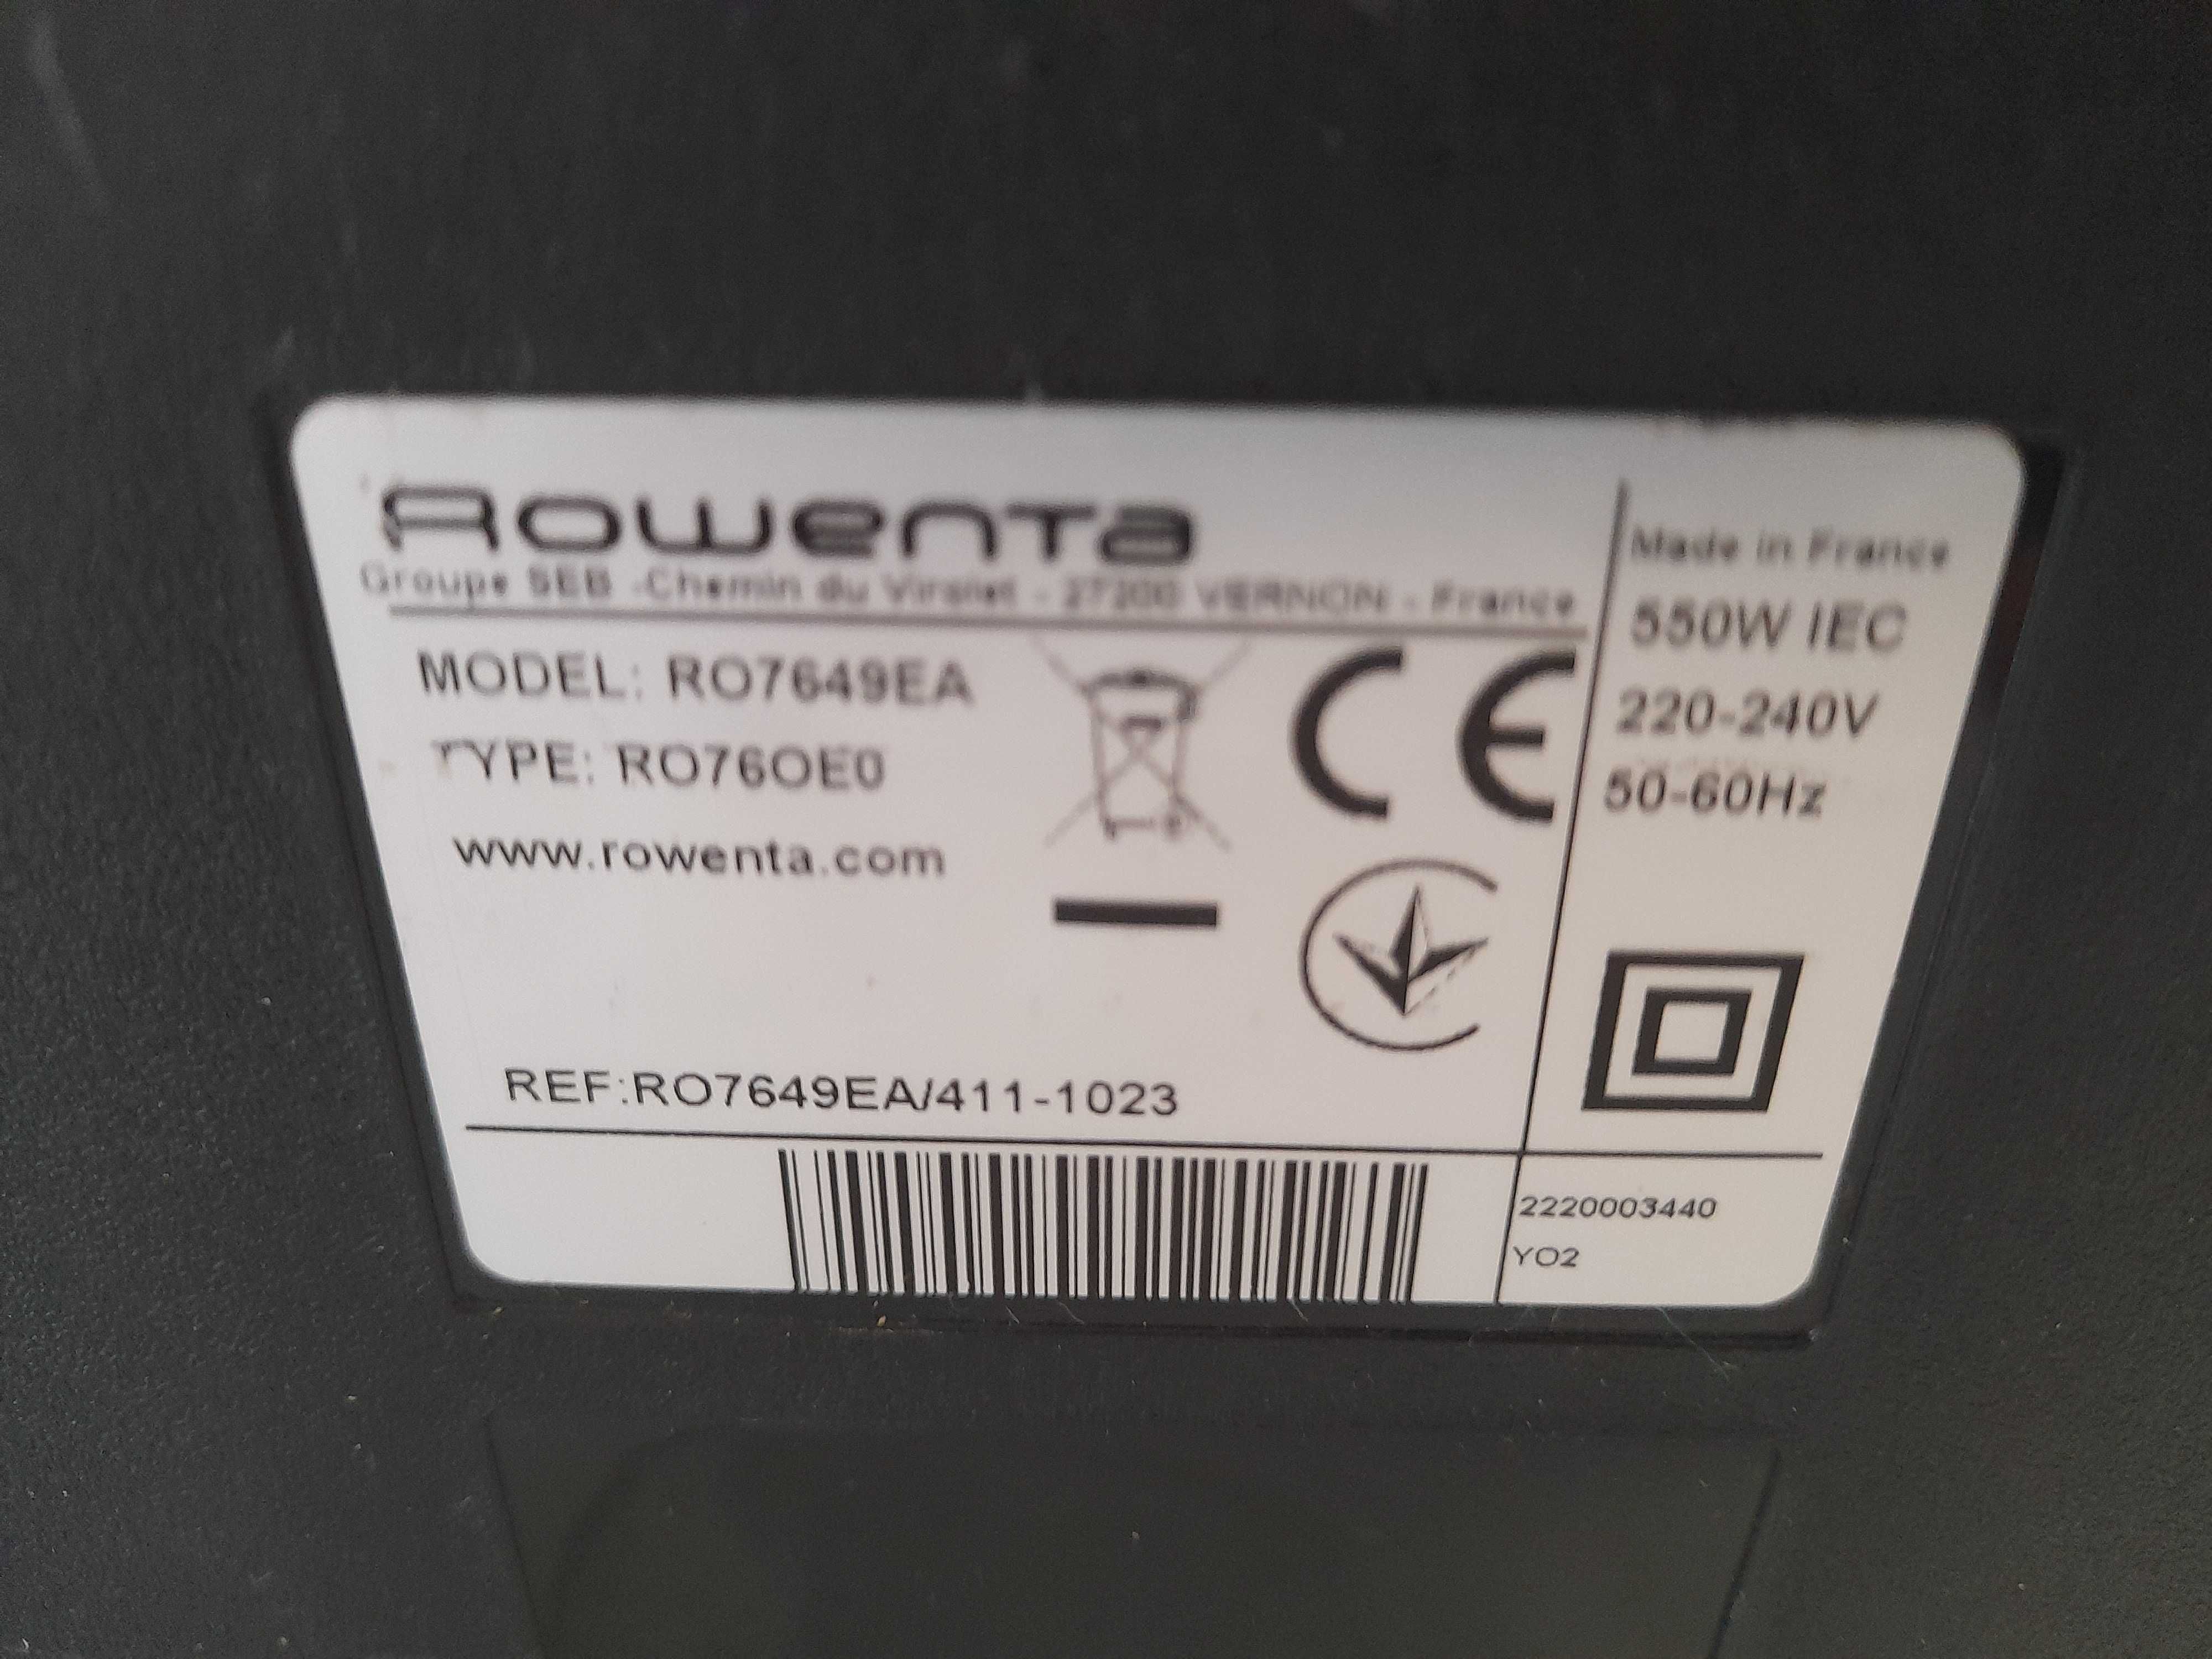 Rowenta
Groupe SEB - Chemin du Virolet - 27200 VERNON - France
MODEL: RO7649EA
TYPE: RO76OE0
www.rowenta.com
CE
REF:RO7649EA/411-1023
Made in France
550W IEC
220-240V
50-60Hz
2220003440
YO2